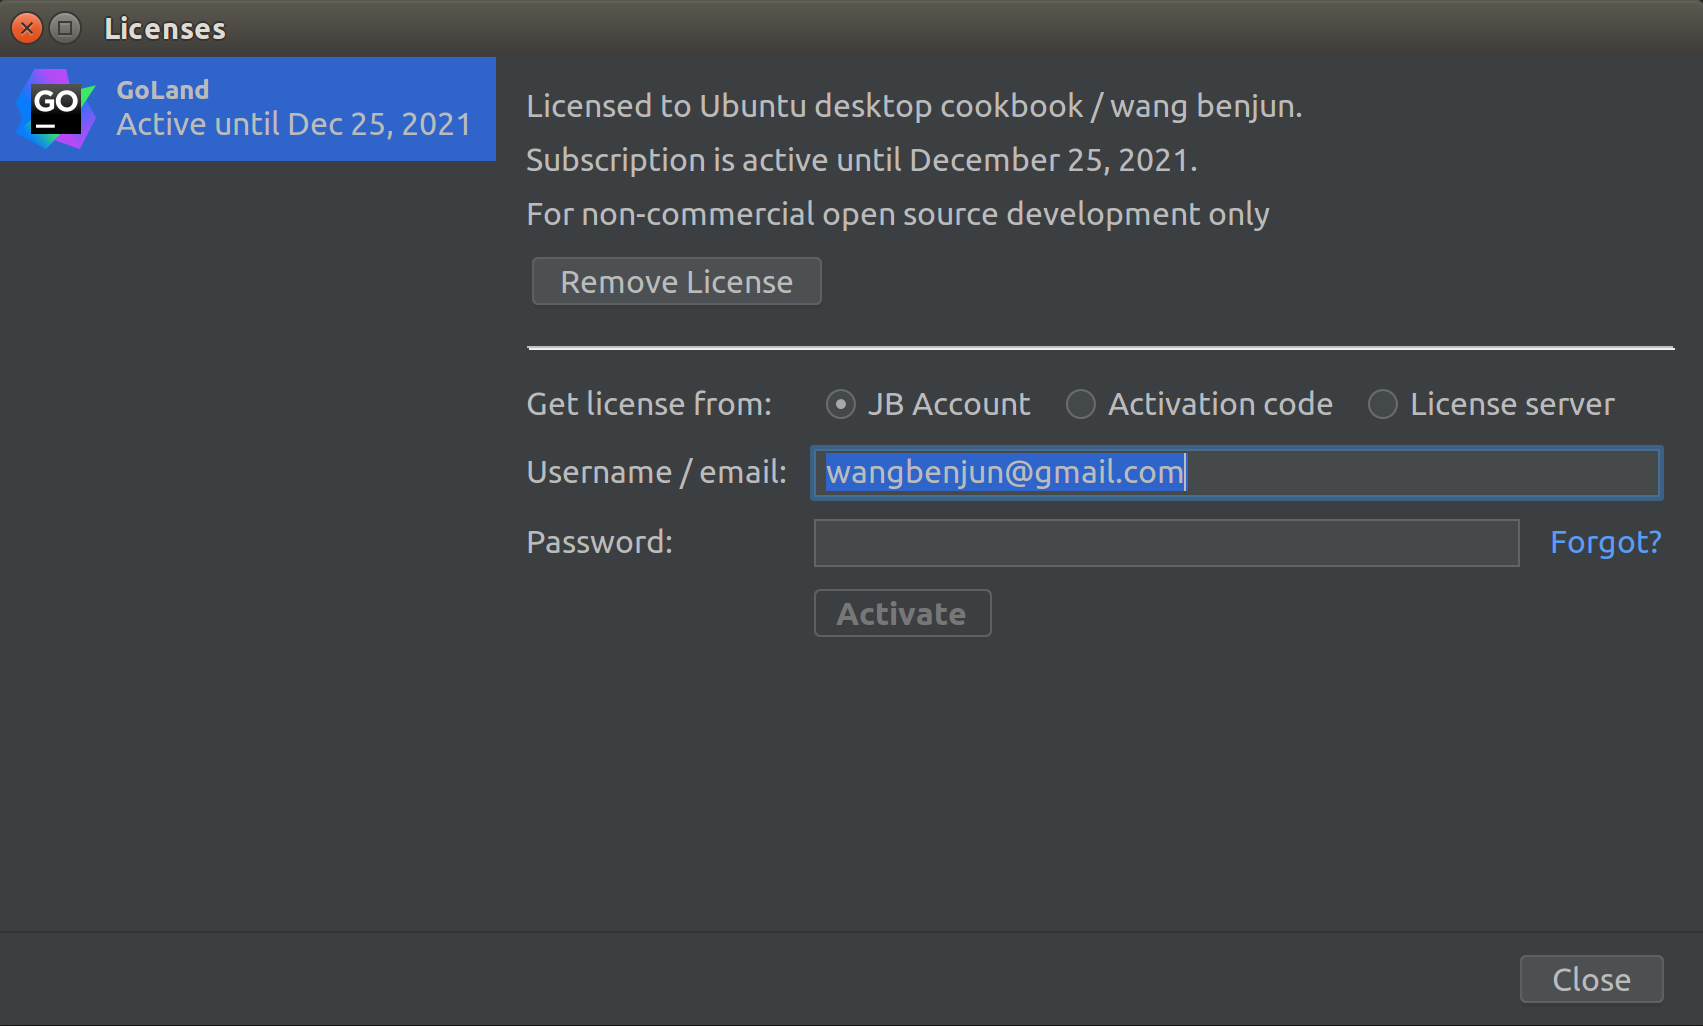 Licenses
GO
GoLand
Active until Dec 25, 2021
Licensed to Ubuntu desktop cookbook / wang benjun.
Subscription is active until December 25, 2021.
For non-commercial open source development only
Remove License
Get license from: JB Account Activation code License server
Username / email: wangbenjun@gmail.com
Password: Forgot?
Activate
Close